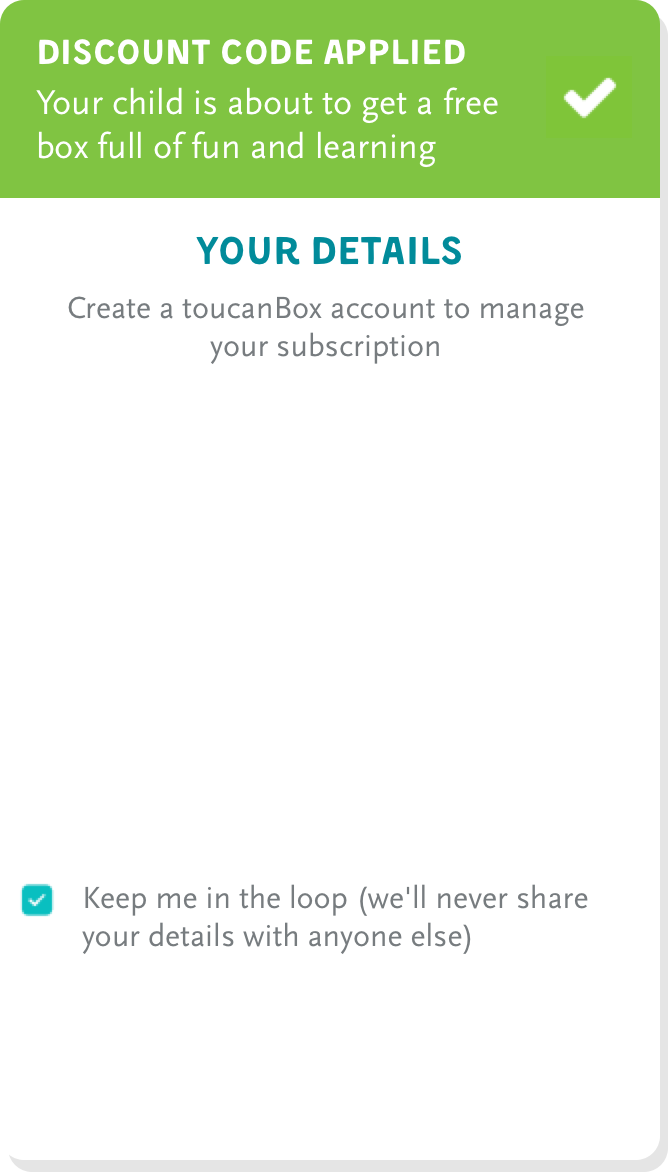 DISCOUNT CODE APPLIED
Your child is about to get a free
box full of fun and learning
YOUR DETAILS
Create a toucanBox account to manage
your subscription
Keep me in the loop (we'll never share
your details with anyone else)